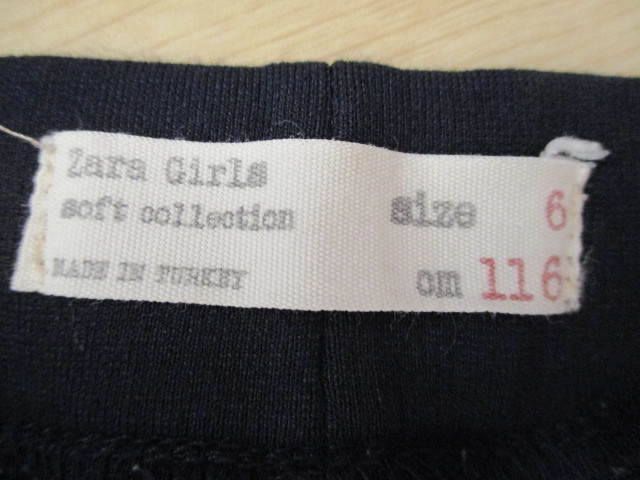 Zara Girls
soft collection
size 6
MADE IN TURKEY
cm 116